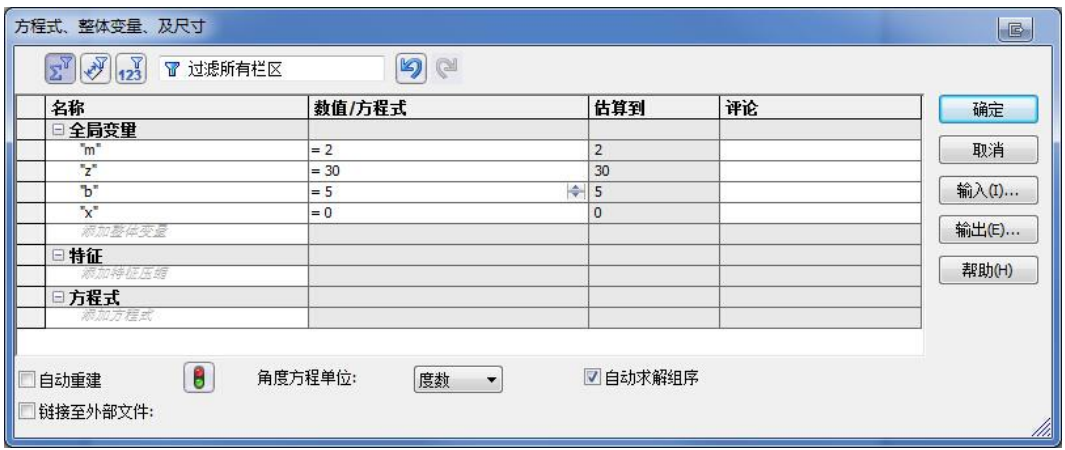 方程式、整体变量、及尺寸
Σ 123 过滤所有栏区
名称 数值/方程式 估算到 评论
全局变量
"m" = 2 2
"z" = 30 30
"b" = 5 5
"x" = 0 0
添加整体变量
特征
添加特征压缩
方程式
添加方程式
确定
取消
输入(I)...
输出(E)...
帮助(H)
自动重建 角度方程单位: 度数 自动求解组序
链接至外部文件: